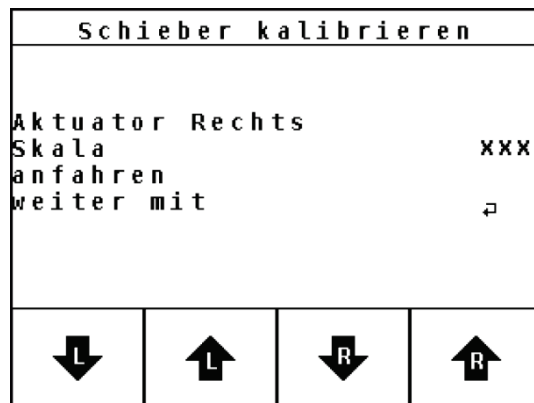 Schieber kalibrieren
Aktuator Rechts
Skala XXX
anfahren
weiter mit ↵
L L R R